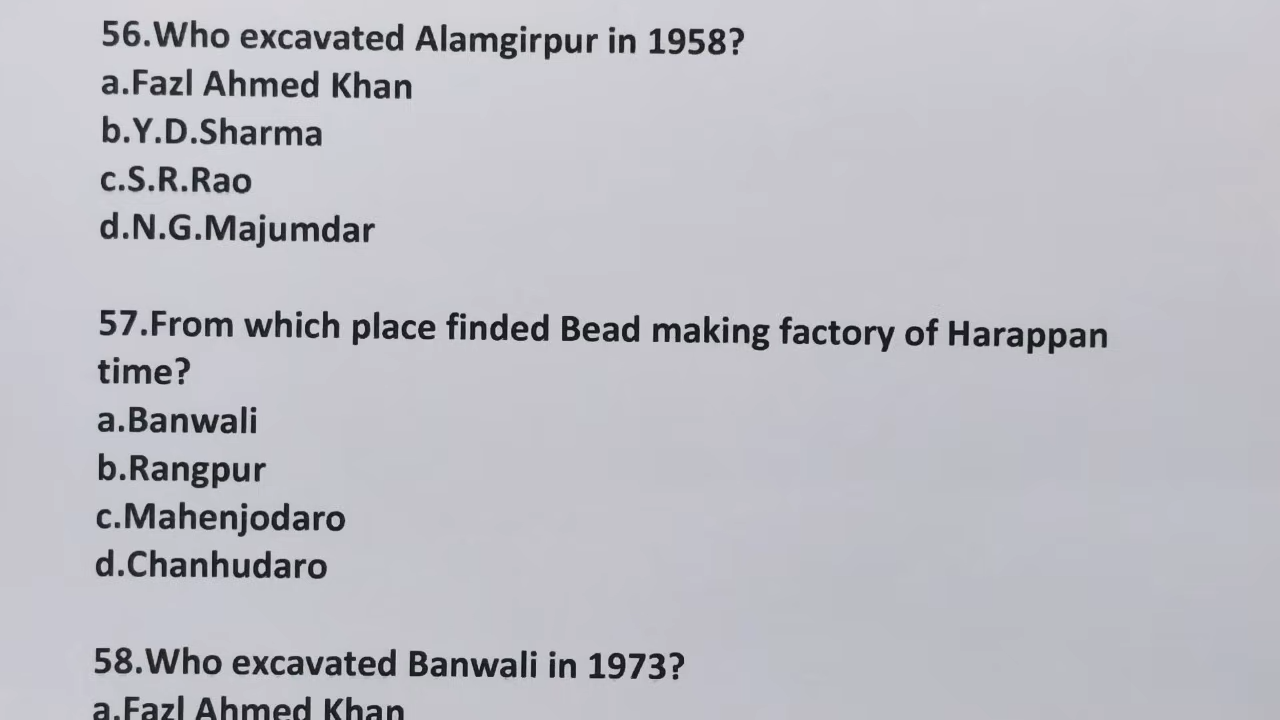 56.Who excavated Alamgirpur in 1958?
a.Fazl Ahmed Khan
b.Y.D.Sharma
c.S.R.Rao
d.N.G.Majumdar
57.From which place finded Bead making factory of Harappan
time?
a.Banwali
b.Rangpur
c.Mahenjodaro
d.Chanhudaro
58.Who excavated Banwali in 1973?
a.Fazl Ahmed Khan